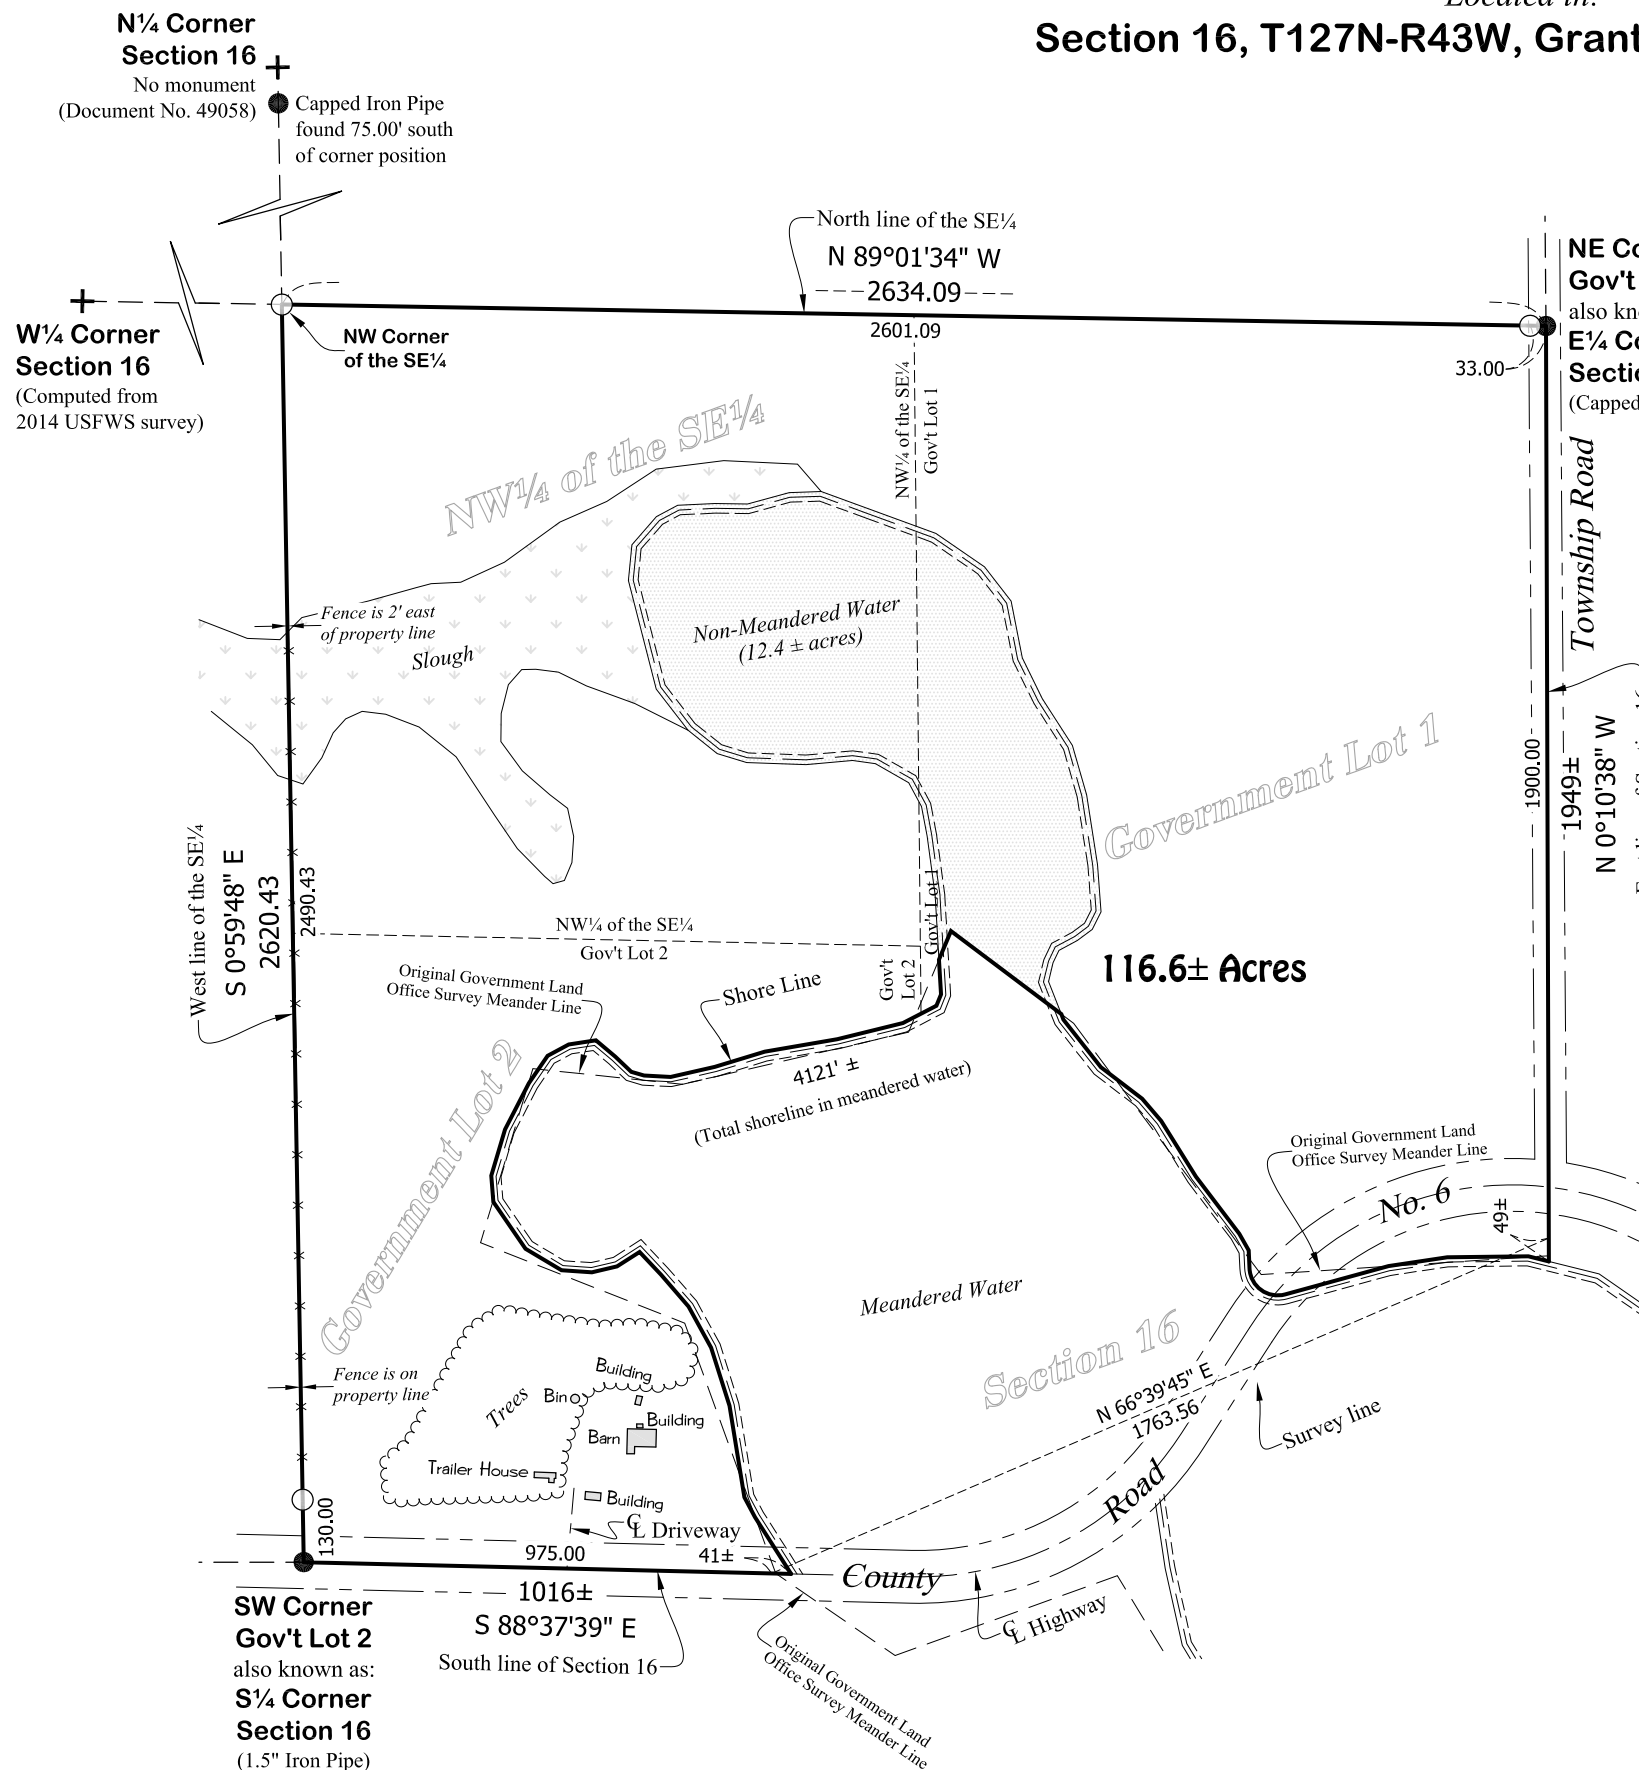 Located in:
Section 16, T127N-R43W, Grant
N¼ Corner
Section 16
No monument
(Document No. 49058)
Capped Iron Pipe
found 75.00' south
of corner position
North line of the SE¼
N 89°01'34" W
2634.09
2601.09
W¼ Corner
Section 16
(Computed from
2014 USFWS survey)
NW Corner
of the SE¼
NE Co
Gov't
also kn
E¼ Co
Sectio
(Capped
33.00
NW¼ of the SE¼
Gov't Lot 1
NW¼ of the SE¼
Township Road
Fence is 2' east
of property line
Slough
Non-Meandered Water
(12.4 ± acres)
Government Lot 1
1900.00
1949±
N 0°10'38" W
West line of the SE¼
S 0°59'48" E
2620.43
2490.43
NW¼ of the SE¼
Gov't Lot 2
Gov't Lot 1
Gov't
Lot 2
116.6± Acres
Original Government Land
Office Survey Meander Line
Shore Line
4121' ±
(Total shoreline in meandered water)
Government Lot 2
Original Government Land
Office Survey Meander Line
No. 6
49±
Meandered Water
Section 16
N 66°39'45" E
1763.56
Survey line
Fence is on
property line
Trees
Building
Bin
Building
Barn
Trailer House
Building
℄ Driveway
130.00
975.00
41±
1016±
S 88°37'39" E
South line of Section 16
County
Road
℄ Highway
Original Government Land
Office Survey Meander Line
SW Corner
Gov't Lot 2
also known as:
S¼ Corner
Section 16
(1.5" Iron Pipe)